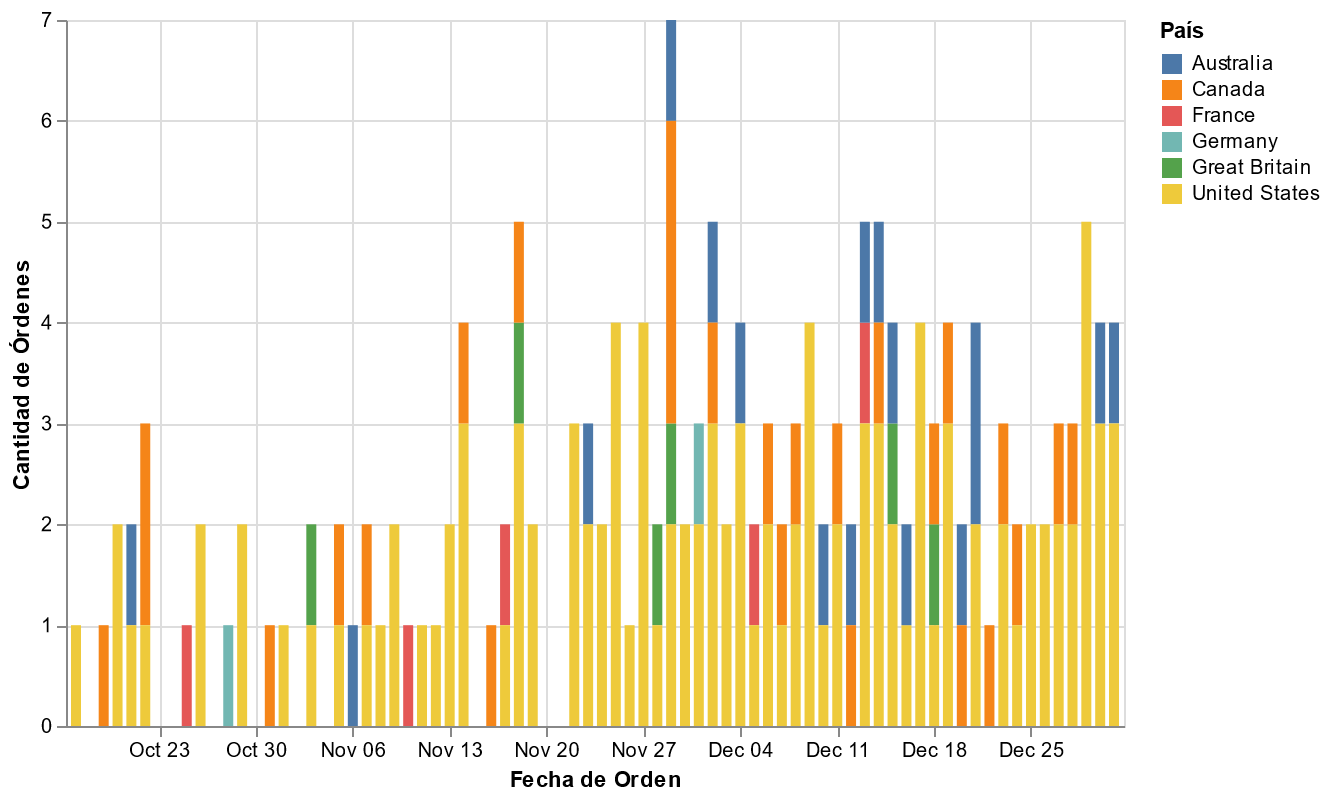 7
6
5
4
3
2
1
0
Cantidad de Órdenes
Oct 23
Oct 30
Nov 06
Nov 13
Nov 20
Nov 27
Dec 04
Dec 11
Dec 18
Dec 25
Fecha de Orden
País
Australia
Canada
France
Germany
Great Britain
United States